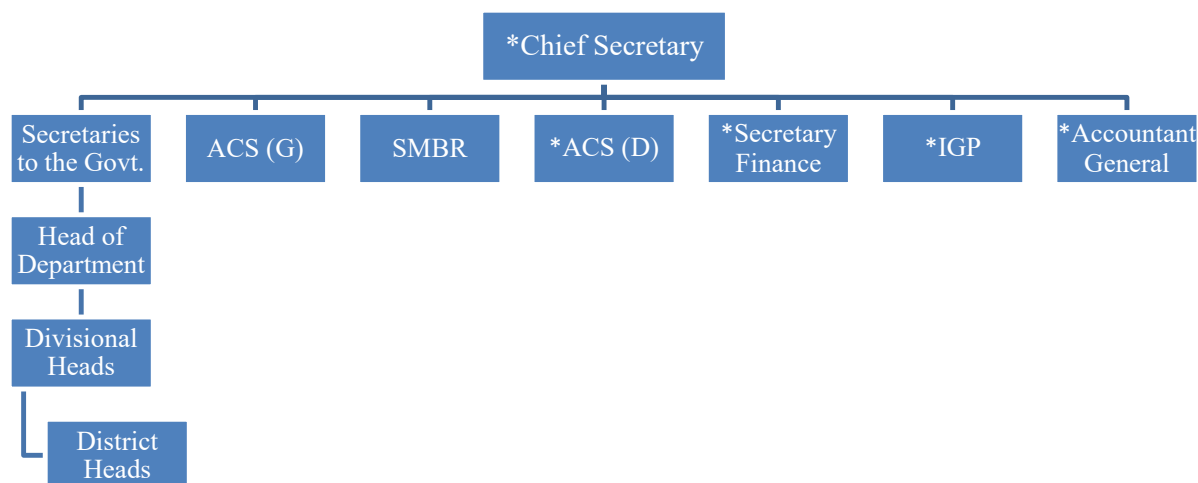 *Chief Secretary
Secretaries
to the Govt.
ACS (G)
SMBR
*ACS (D)
*Secretary
Finance
*IGP
*Accountant
General
Head of
Department
Divisional
Heads
District
Heads